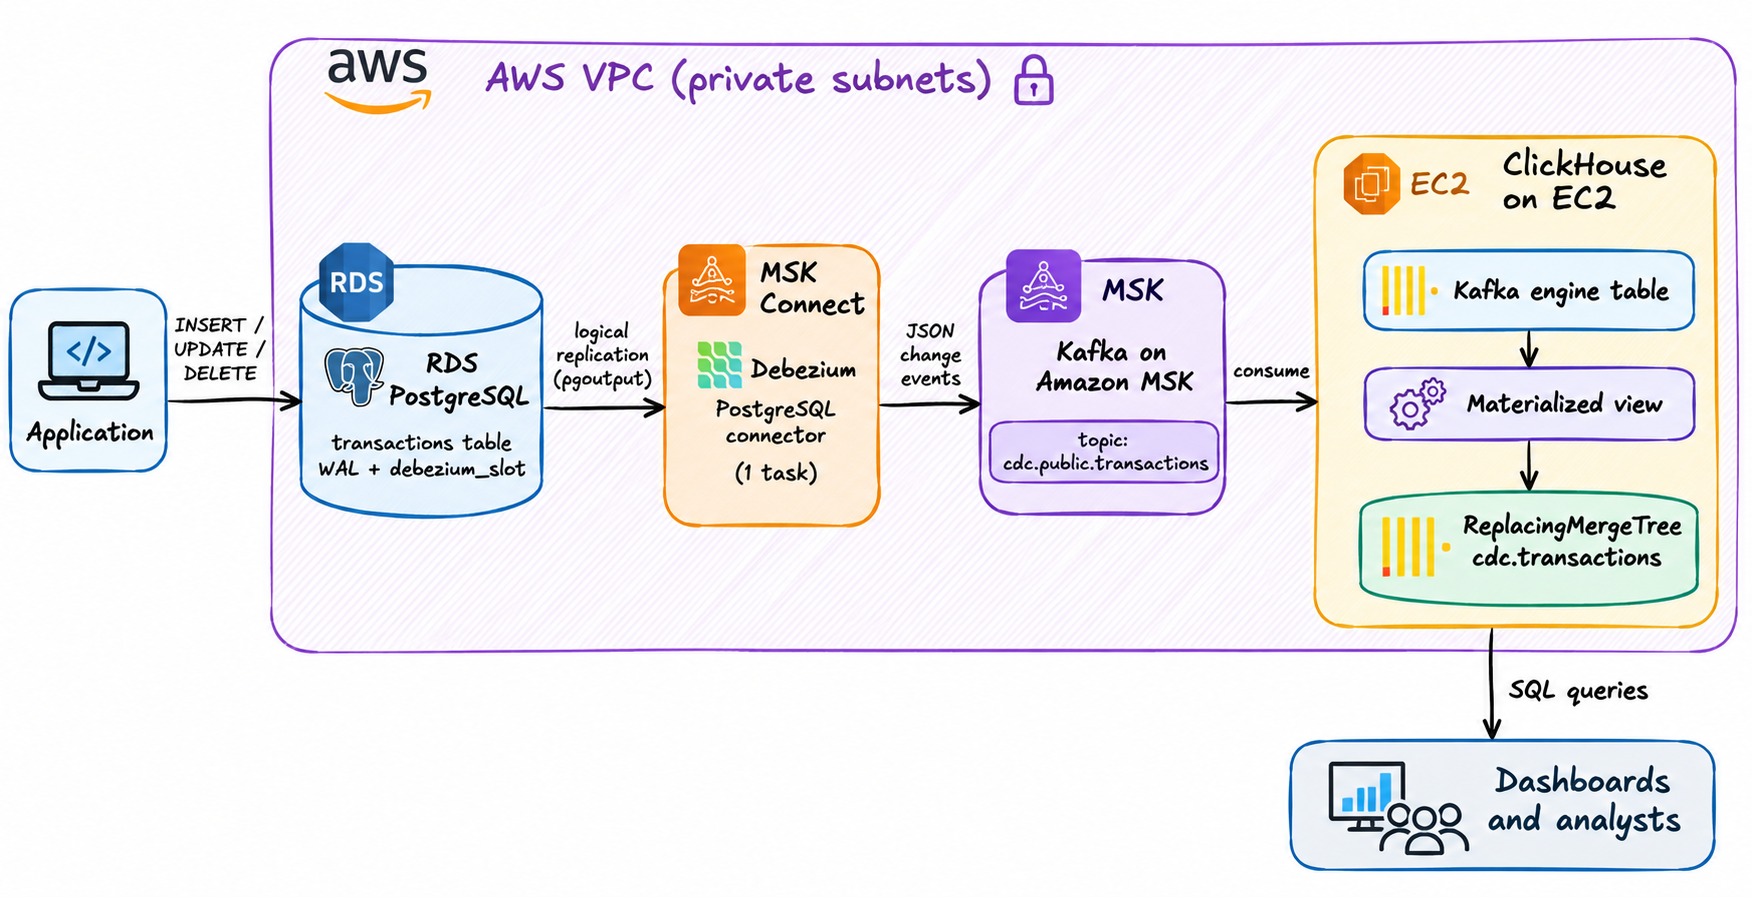 aws
AWS VPC (private subnets)
</>
Application
INSERT /
UPDATE /
DELETE
RDS
RDS
PostgreSQL
transactions table
WAL + debezium_slot
logical
replication
(pgoutput)
MSK
Connect
Debezium
PostgreSQL
connector
(1 task)
JSON
change
events
MSK
Kafka on
Amazon MSK
topic:
cdc.public.transactions
consume
EC2
ClickHouse
on EC2
Kafka engine table
Materialized view
ReplacingMergeTree
cdc.transactions
SQL queries
Dashboards
and analysts